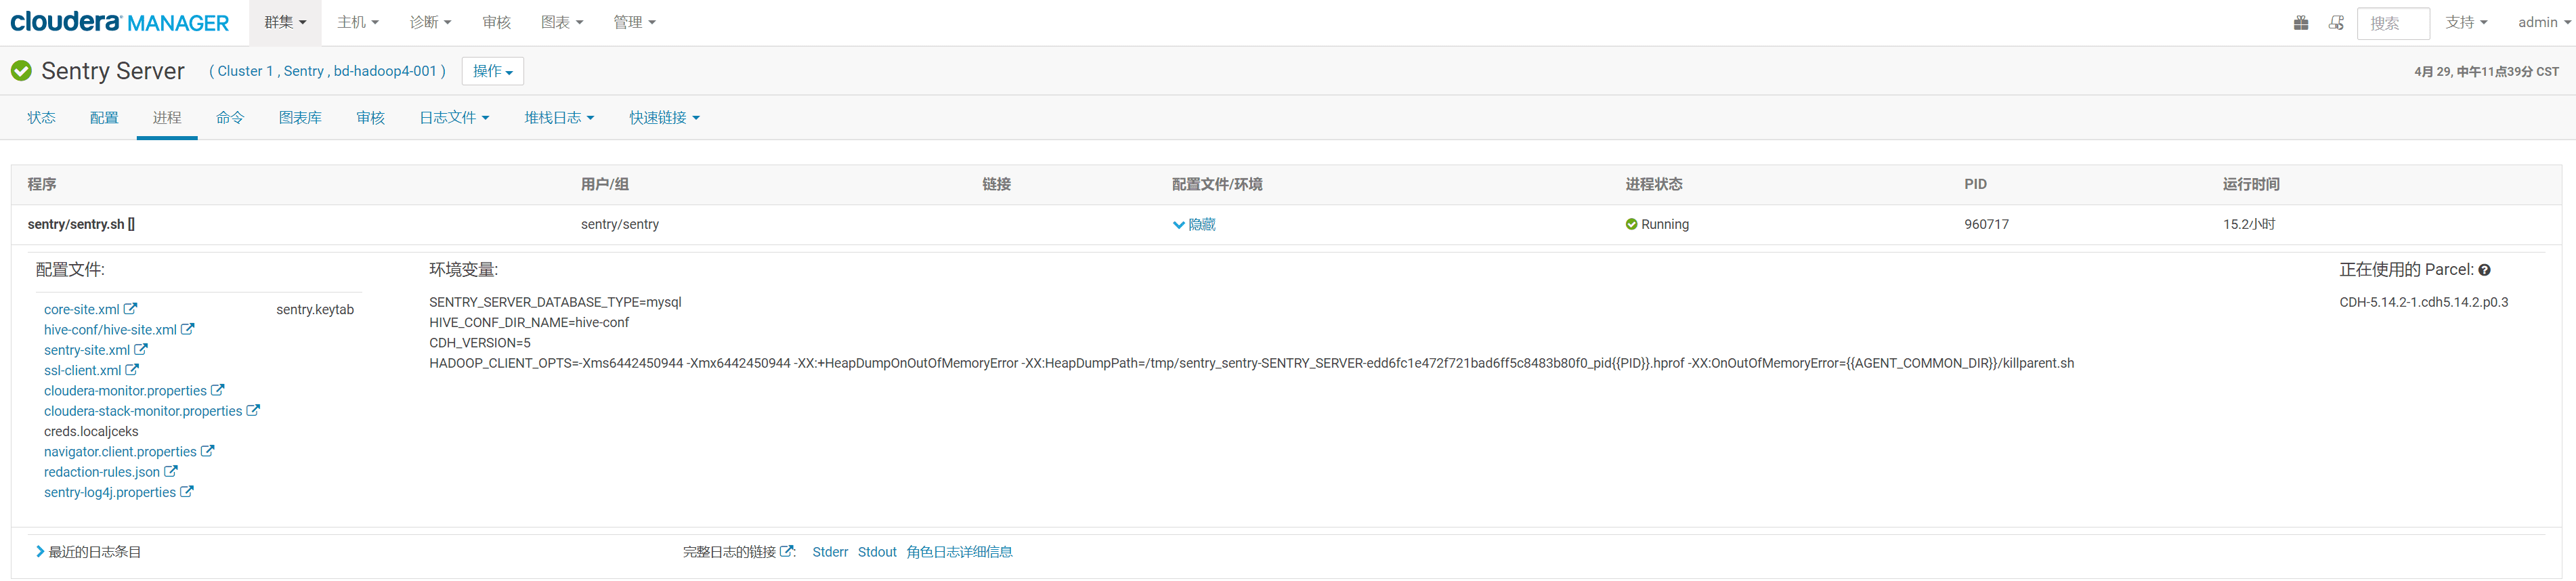 cloudera MANAGER 群集 主机 诊断 审核 图表 管理 搜索 支持 admin
Sentry Server ( Cluster 1 , Sentry , bd-hadoop4-001 ) 操作 4月 29, 中午11点39分 CST
状态 配置 进程 命令 图表库 审核 日志文件 堆栈日志 快速链接
程序 用户/组 链接 配置文件/环境 进程状态 PID 运行时间
sentry/sentry.sh [] sentry/sentry 隐藏 Running 960717 15.2小时
配置文件: 环境变量: 正在使用的 Parcel:
core-site.xml sentry.keytab
hive-conf/hive-site.xml
sentry-site.xml
ssl-client.xml
cloudera-monitor.properties
cloudera-stack-monitor.properties
creds.localjceks
navigator.client.properties
redaction-rules.json
sentry-log4j.properties
SENTRY_SERVER_DATABASE_TYPE=mysql
HIVE_CONF_DIR_NAME=hive-conf
CDH_VERSION=5
HADOOP_CLIENT_OPTS=-Xms6442450944 -Xmx6442450944 -XX:+HeapDumpOnOutOfMemoryError -XX:HeapDumpPath=/tmp/sentry_sentry-SENTRY_SERVER-edd6fc1e472f721bad6ff5c8483b80f0_pid{{PID}}.hprof -XX:OnOutOfMemoryError={{AGENT_COMMON_DIR}}/killparent.sh
CDH-5.14.2-1.cdh5.14.2.p0.3
最近的日志条目 完整日志的链接 : Stderr Stdout 角色日志详细信息